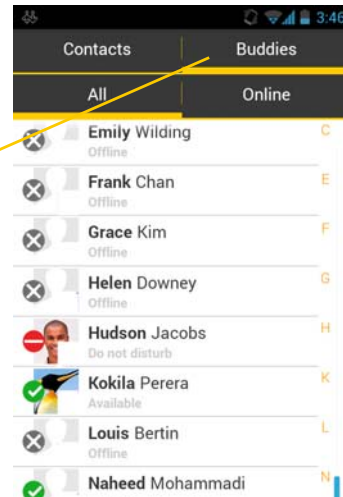 3:46
Contacts Buddies
All Online
Emily Wilding C
Offline
Frank Chan E
Offline
Grace Kim F
Offline
Helen Downey G
Offline
Hudson Jacobs H
Do not disturb
Kokila Perera K
Available
Louis Bertin L
Offline
Naheed Mohammadi N